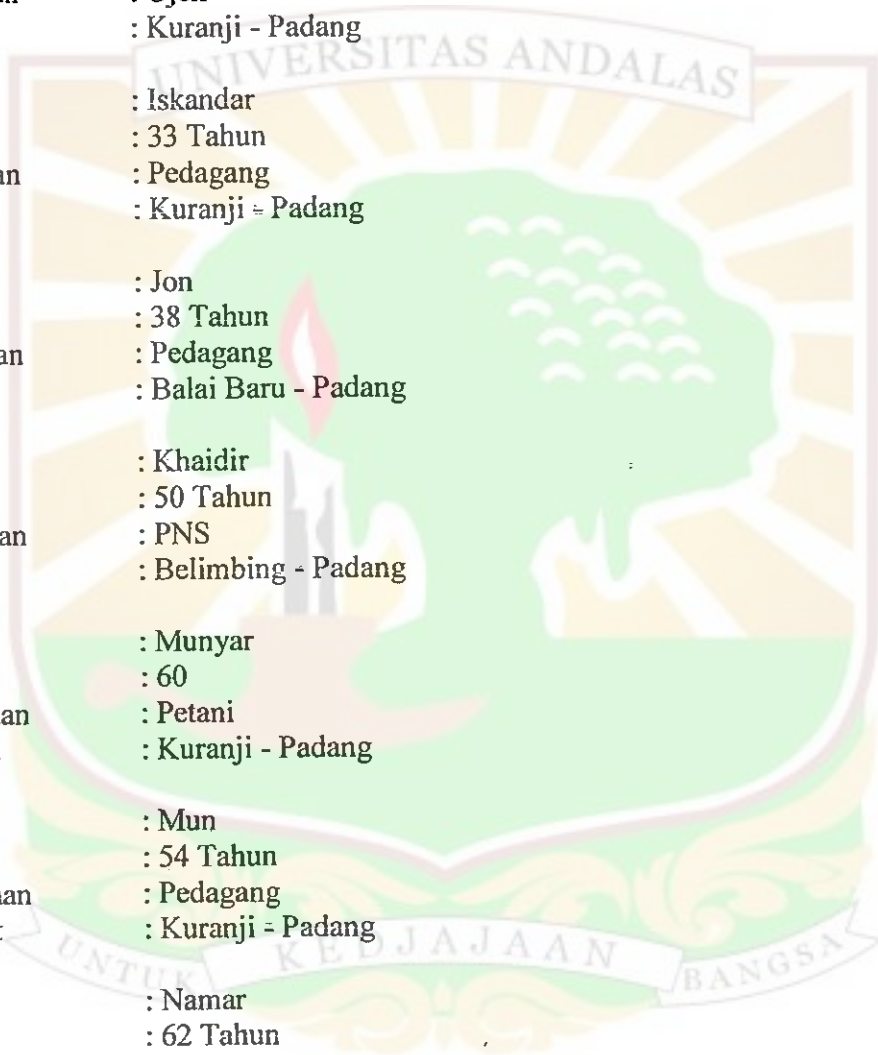 : Kuranji - Padang
UNIVERSITAS ANDALAS
: Iskandar
: 33 Tahun
an : Pedagang
: Kuranji - Padang
: Jon
: 38 Tahun
an : Pedagang
: Balai Baru - Padang
: Khaidir
: 50 Tahun
an : PNS
: Belimbing - Padang
: Munyar
: 60
an : Petani
: Kuranji - Padang
: Mun
: 54 Tahun
an : Pedagang
: Kuranji - Padang
UNTUK KEDJAJAAN BANGSA
: Namar
: 62 Tahun